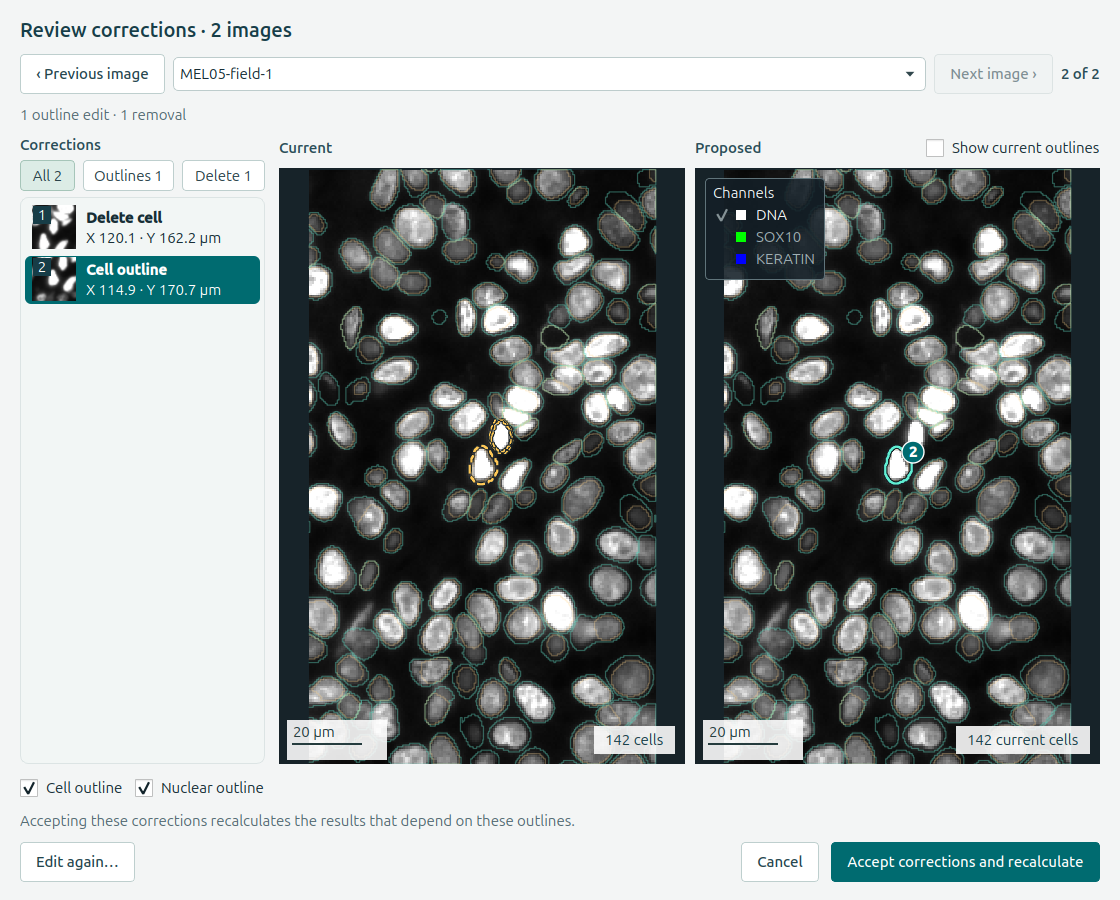 Review corrections · 2 images
‹ Previous image
MEL05-field-1
Next image ›
2 of 2
1 outline edit · 1 removal
Corrections
All 2
Outlines 1
Delete 1
1
Delete cell
X 120.1 · Y 162.2 µm
2
Cell outline
X 114.9 · Y 170.7 µm
Current
20 µm
142 cells
Proposed
Show current outlines
Channels
DNA
SOX10
KERATIN
2
20 µm
142 current cells
Cell outline
Nuclear outline
Accepting these corrections recalculates the results that depend on these outlines.
Edit again…
Cancel
Accept corrections and recalculate